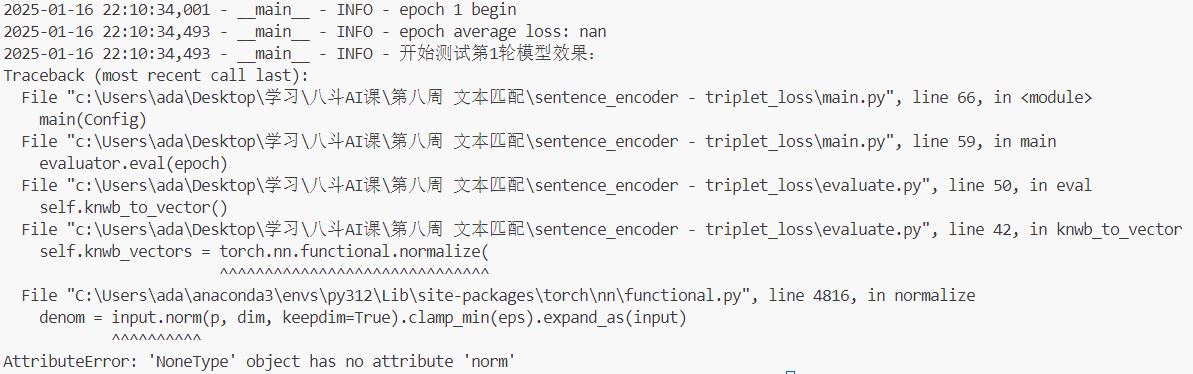 2025-01-16 22:10:34,001 - __main__ - INFO - epoch 1 begin
2025-01-16 22:10:34,493 - __main__ - INFO - epoch average loss: nan
2025-01-16 22:10:34,493 - __main__ - INFO - 开始测试第1轮模型效果：
Traceback (most recent call last):
  File "c:\Users\ada\Desktop\学习\八斗AI课\第八周 文本匹配\sentence_encoder - triplet_loss\main.py", line 66, in <module>
    main(Config)
  File "c:\Users\ada\Desktop\学习\八斗AI课\第八周 文本匹配\sentence_encoder - triplet_loss\main.py", line 59, in main
    evaluator.eval(epoch)
  File "c:\Users\ada\Desktop\学习\八斗AI课\第八周 文本匹配\sentence_encoder - triplet_loss\evaluate.py", line 50, in eval
    self.knwb_to_vector()
  File "c:\Users\ada\Desktop\学习\八斗AI课\第八周 文本匹配\sentence_encoder - triplet_loss\evaluate.py", line 42, in knwb_to_vector
    self.knwb_vectors = torch.nn.functional.normalize(
                        ^^^^^^^^^^^^^^^^^^^^^^^^^^^^^^
  File "C:\Users\ada\anaconda3\envs\py312\Lib\site-packages\torch\nn\functional.py", line 4816, in normalize
    denom = input.norm(p, dim, keepdim=True).clamp_min(eps).expand_as(input)
            ^^^^^^^^^^
AttributeError: 'NoneType' object has no attribute 'norm'